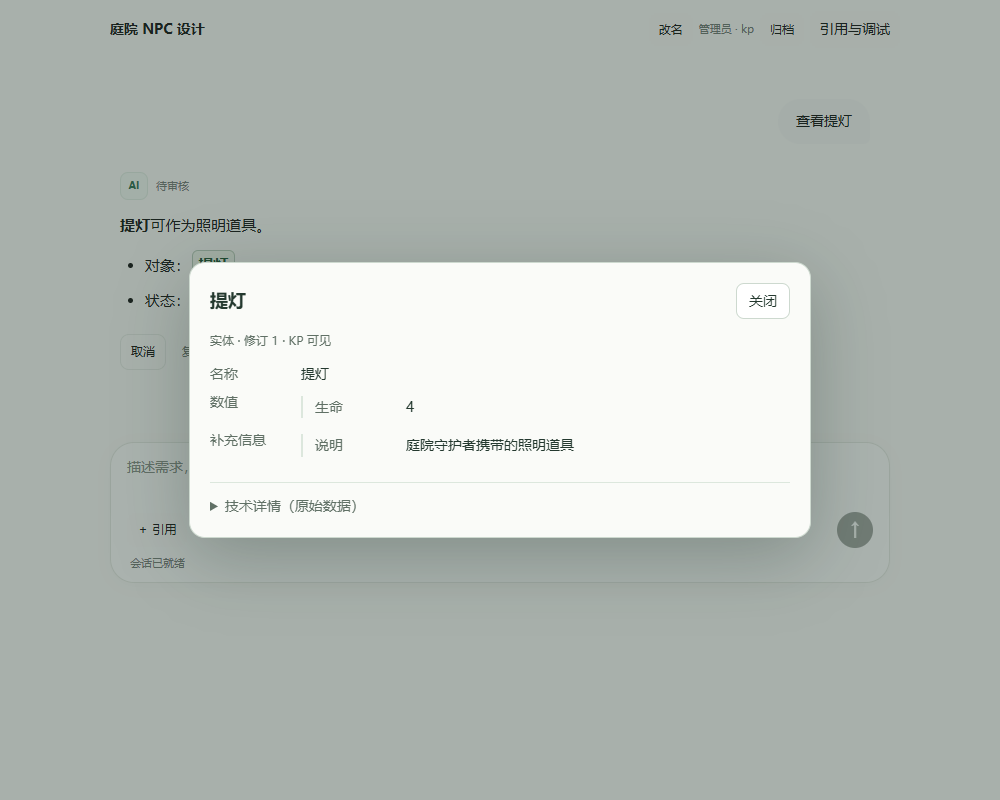 庭院 NPC 设计
改名 管理员 · kp 归档 引用与调试
查看提灯
AI 待审核
提灯可作为照明道具。
• 对象： 提灯
• 状态：
取消
提灯 关闭
实体 · 修订 1 · KP 可见
名称 提灯
数值 生命 4
补充信息 说明 庭院守护者携带的照明道具
▶ 技术详情（原始数据）
描述需求，
+ 引用
↑
会话已就绪